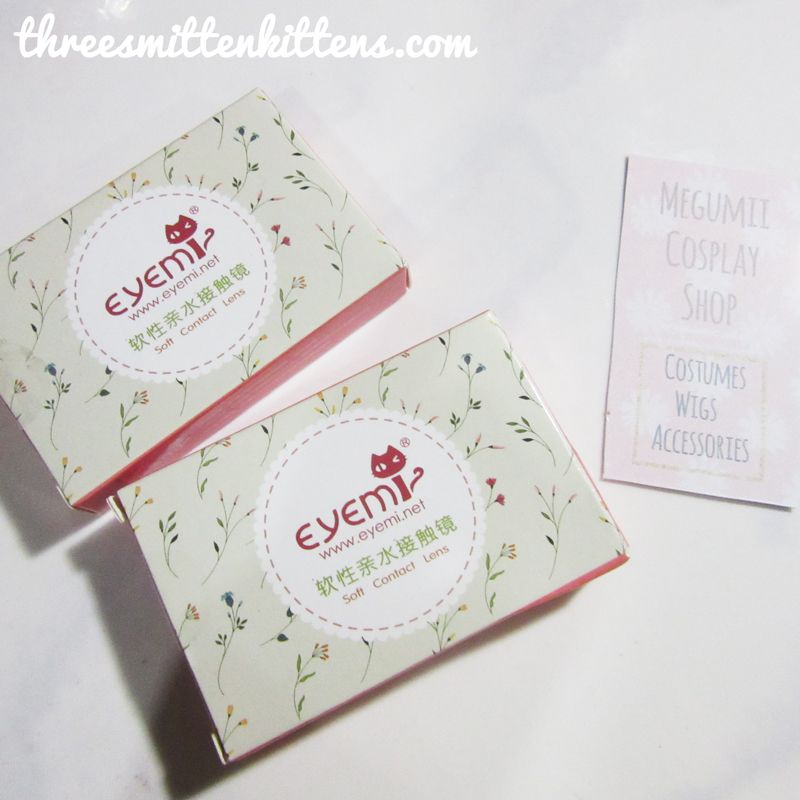 threesmittenkittens.com
EYEMI®
www.eyemi.net
软性亲水接触镜
Soft Contact Lens
EYEMI®
www.eyemi.net
软性亲水接触镜
Soft Contact Lens
MEGUMII
COSPLAY
SHOP
COSTUMES
WIGS
ACCESSORIES